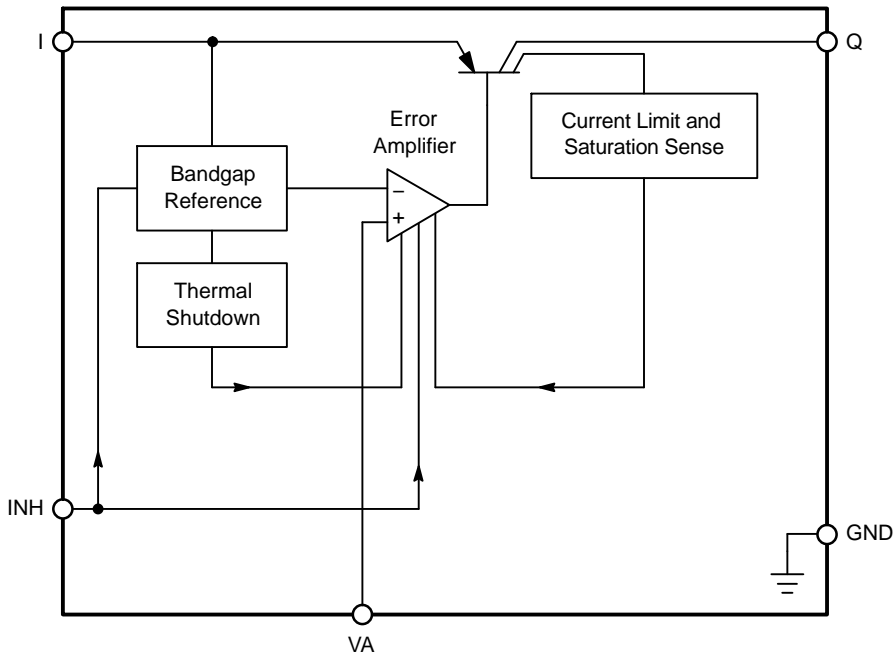 I
Q
Error
Amplifier
Current Limit and
Saturation Sense
Bandgap
Reference
−
+
Thermal
Shutdown
INH
GND
VA